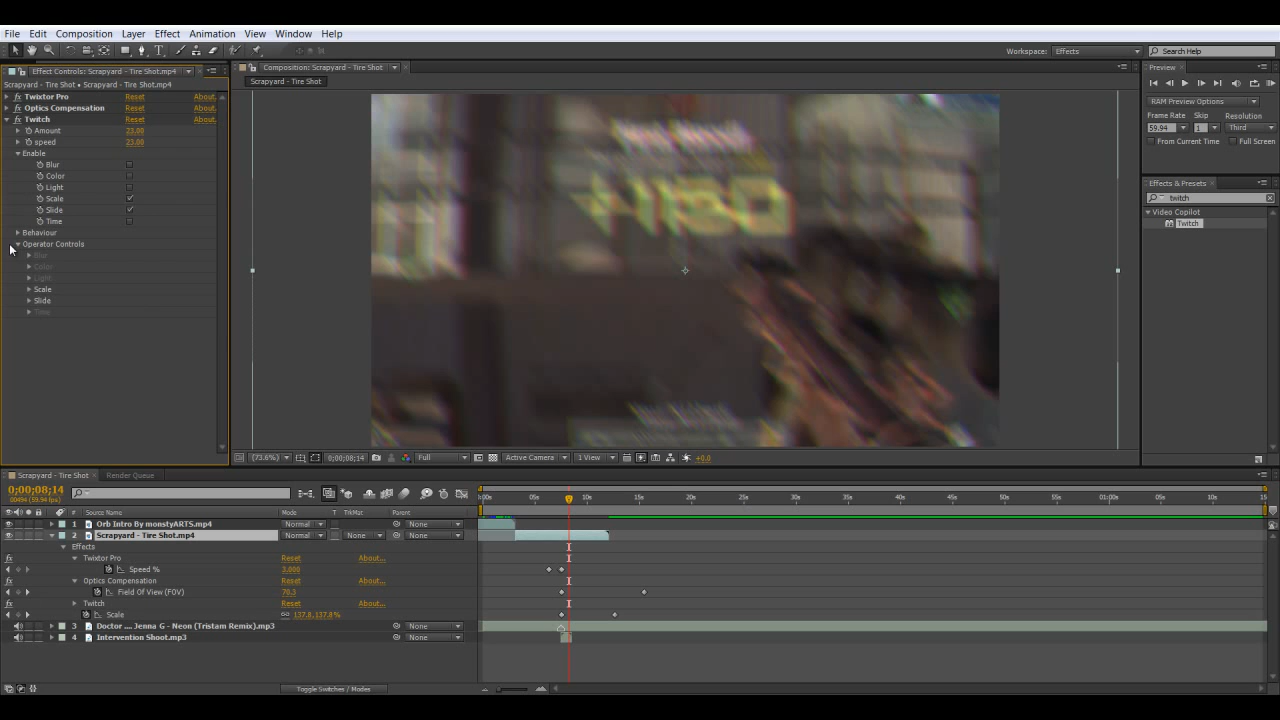 File Edit Composition Layer Effect Animation View Window Help
Workspace: Effects Search Help
Effect Controls: Scrapyard - Tire Shot.mp4
Composition: Scrapyard - Tire Shot
Preview
Scrapyard - Tire Shot • Scrapyard - Tire Shot.mp4
Scrapyard - Tire Shot
Twixtor Pro Reset About...
Optics Compensation Reset About...
Twitch Reset About...
Amount 23.00
speed 23.00
Enable
Blur
Color
Light
Scale
Slide
Time
Behaviour
Operator Controls
Blur
Color
Light
Scale
Slide
Time
+1150
RAM Preview Options
Frame Rate Skip Resolution
59.94 1 Third
From Current Time Full Screen
Effects & Presets
twitch
Video Copilot
Twitch
(73.6%) 0;00;08;14 Full Active Camera 1 View +0.0
Scrapyard - Tire Shot Render Queue
0;00;08;14
00494 (59.94 fps)
:00s 05s 10s 15s 20s 25s 30s 35s 40s 45s 50s 55s 01:00s 05s 10s 15s
# Source Name Mode T TrkMat Parent
1 Orb Intro By monstyARTS.mp4 Normal None
2 Scrapyard - Tire Shot.mp4 Normal None None
Effects
Twixtor Pro Reset About...
Speed % 3.000
Optics Compensation Reset About...
Field Of View (FOV) 70.3
Twitch Reset About...
Scale 137.8,137.8%
3 Doctor .... Jenna G - Neon (Tristam Remix).mp3 None
4 Intervention Shoot.mp3 None
Toggle Switches / Modes